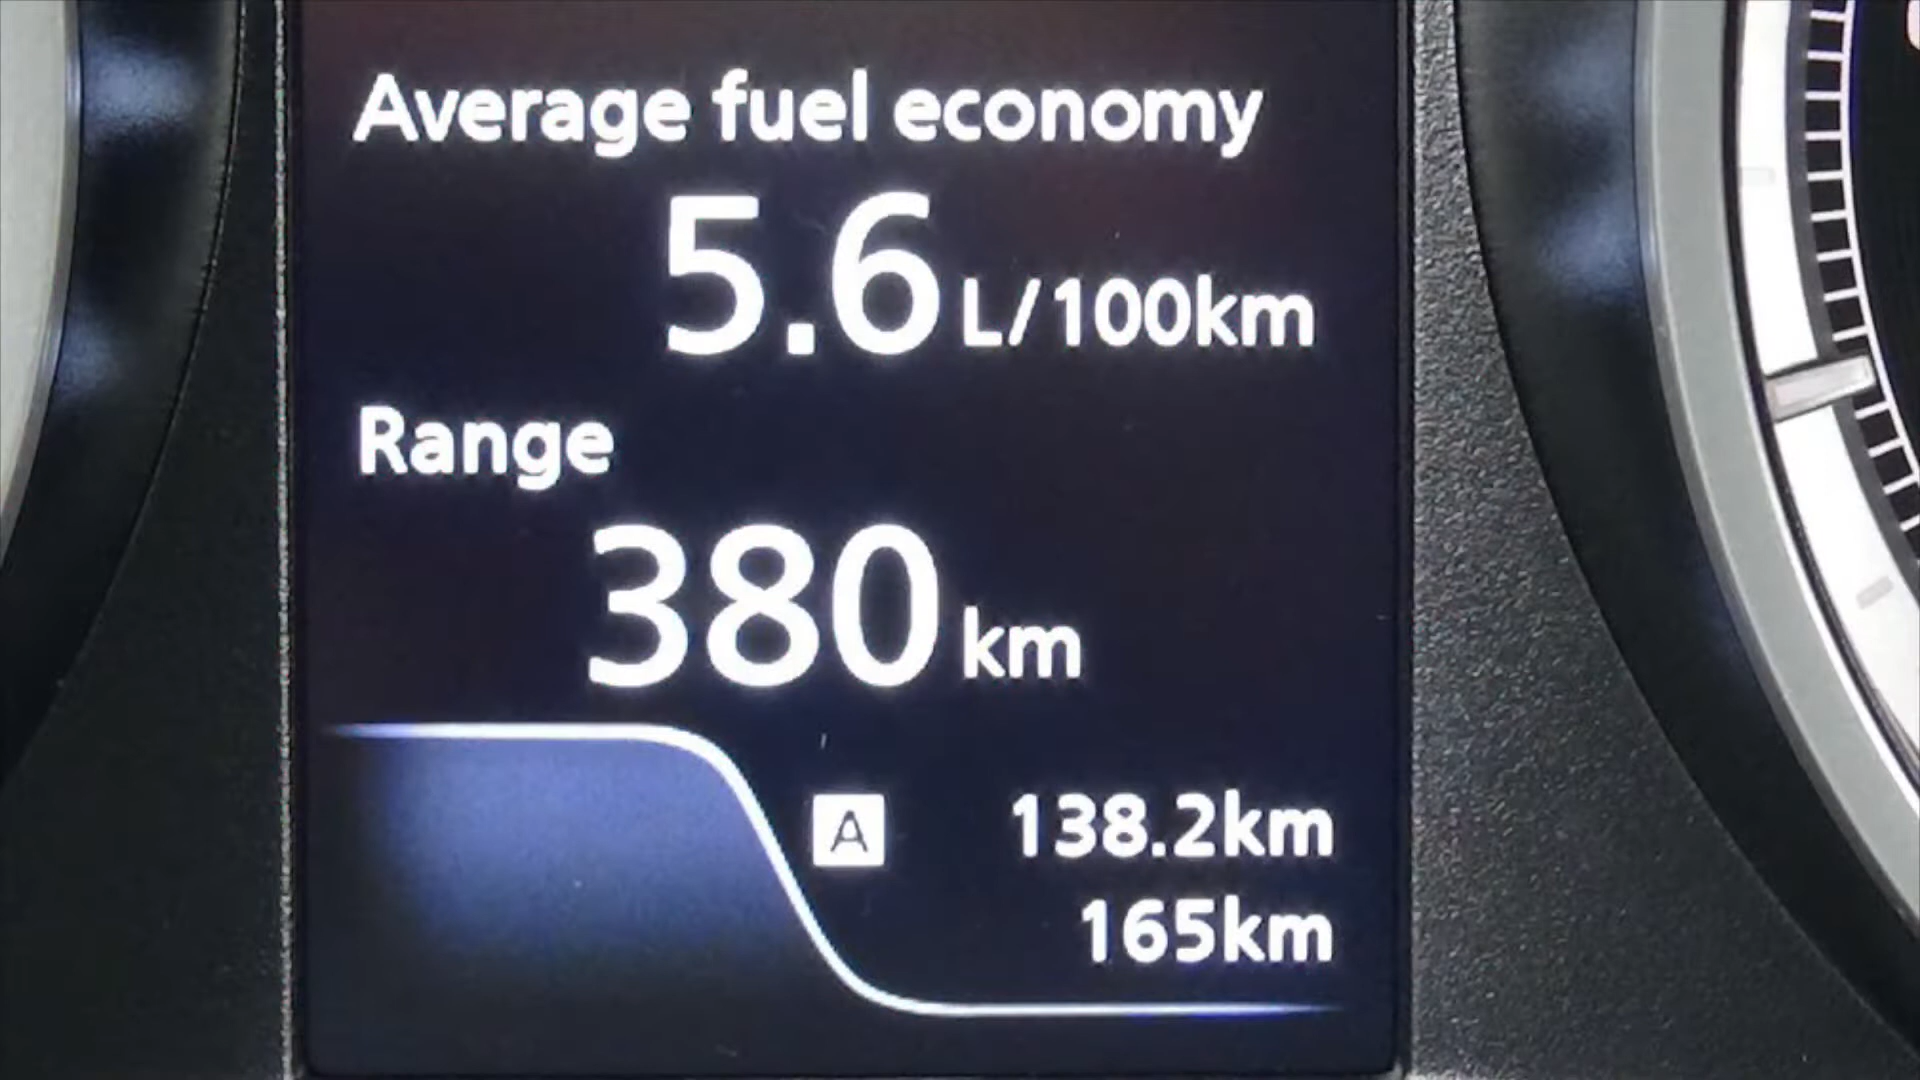 Average fuel economy
5.6 L/100km
Range
380 km
A 138.2km
165km